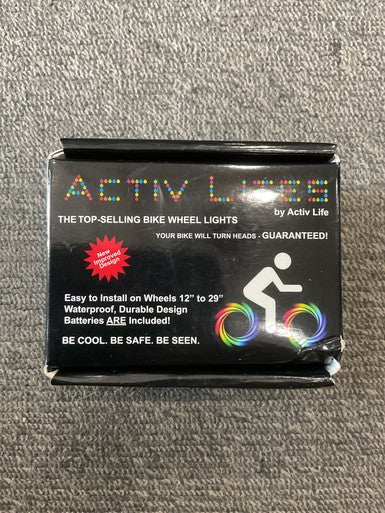 ACTIV LITES
by Activ Life
THE TOP-SELLING BIKE WHEEL LIGHTS
YOUR BIKE WILL TURN HEADS - GUARANTEED!
New
Improved
Design
Easy to Install on Wheels 12” to 29”
Waterproof, Durable Design
Batteries ARE Included!
BE COOL. BE SAFE. BE SEEN.